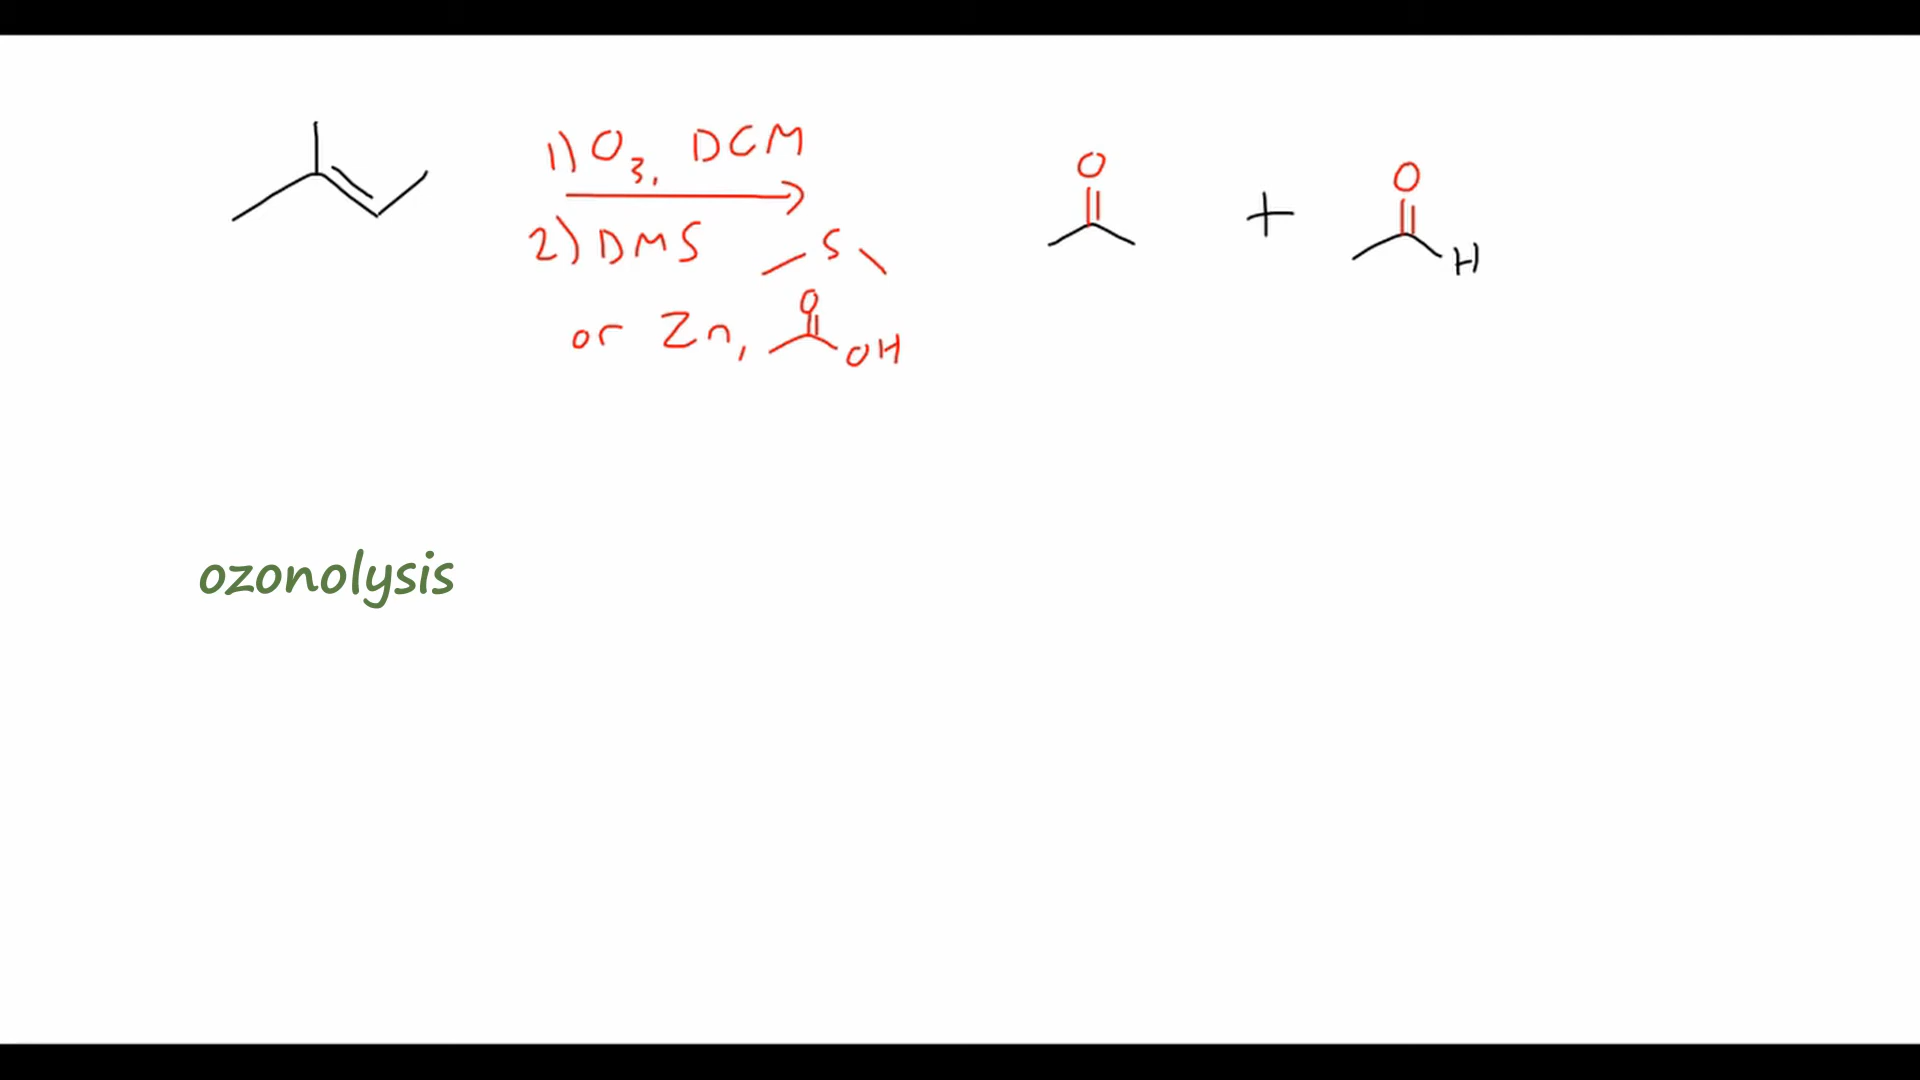 1) O3, DCM
2) DMS S
or Zn, O OH
O + O H
ozonolysis